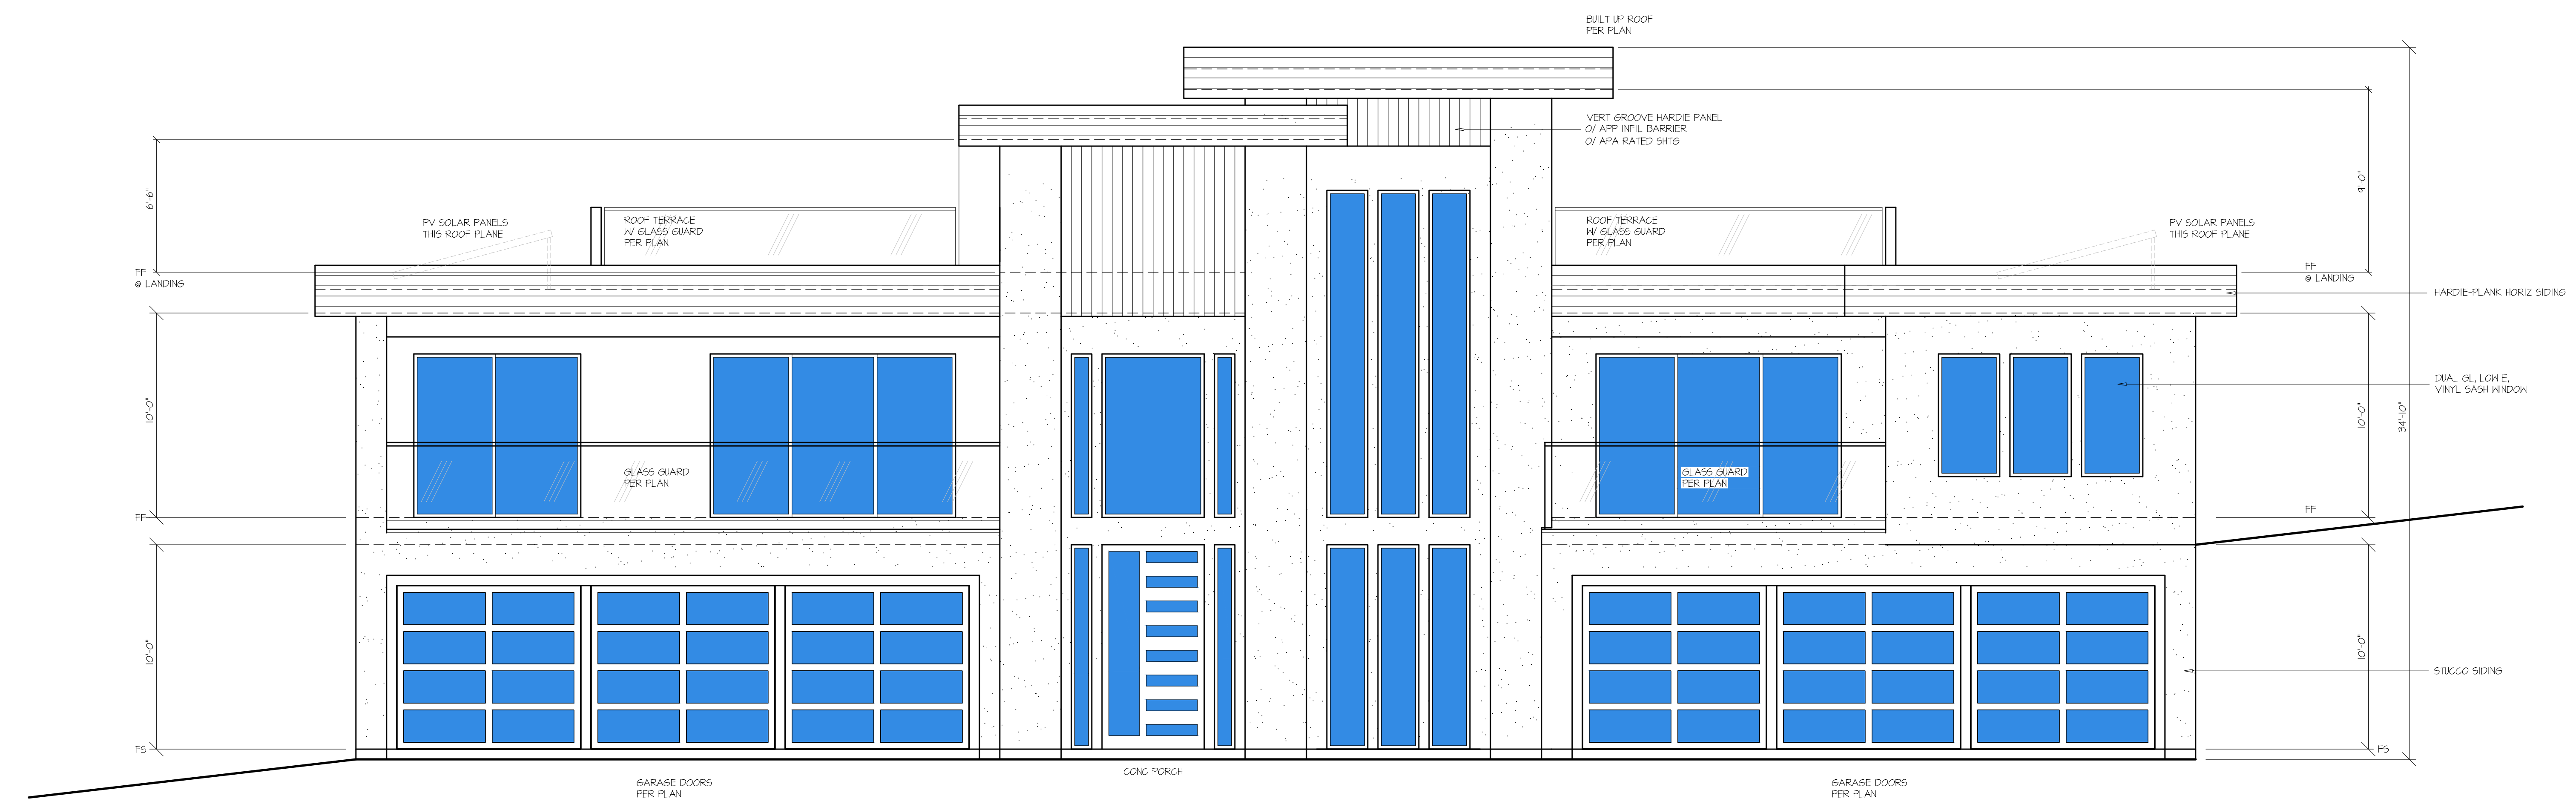 BUILT UP ROOF
PER PLAN
VERT GROOVE HARDIE PANEL
O/ APP INFIL BARRIER
O/ APA RATED SHTG
6'-6"
9'-0"
PV SOLAR PANELS
THIS ROOF PLANE
ROOF TERRACE
W/ GLASS GUARD
PER PLAN
ROOF TERRACE
W/ GLASS GUARD
PER PLAN
PV SOLAR PANELS
THIS ROOF PLANE
FF
@ LANDING
FF
@ LANDING
HARDIE-PLANK HORIZ SIDING
DUAL GL, LOW E,
VINYL SASH WINDOW
10'-0"
10'-0"
34'-10"
GLASS GUARD
PER PLAN
GLASS GUARD
PER PLAN
FF
FF
10'-0"
10'-0"
STUCCO SIDING
FS
FS
CONC PORCH
GARAGE DOORS
PER PLAN
GARAGE DOORS
PER PLAN